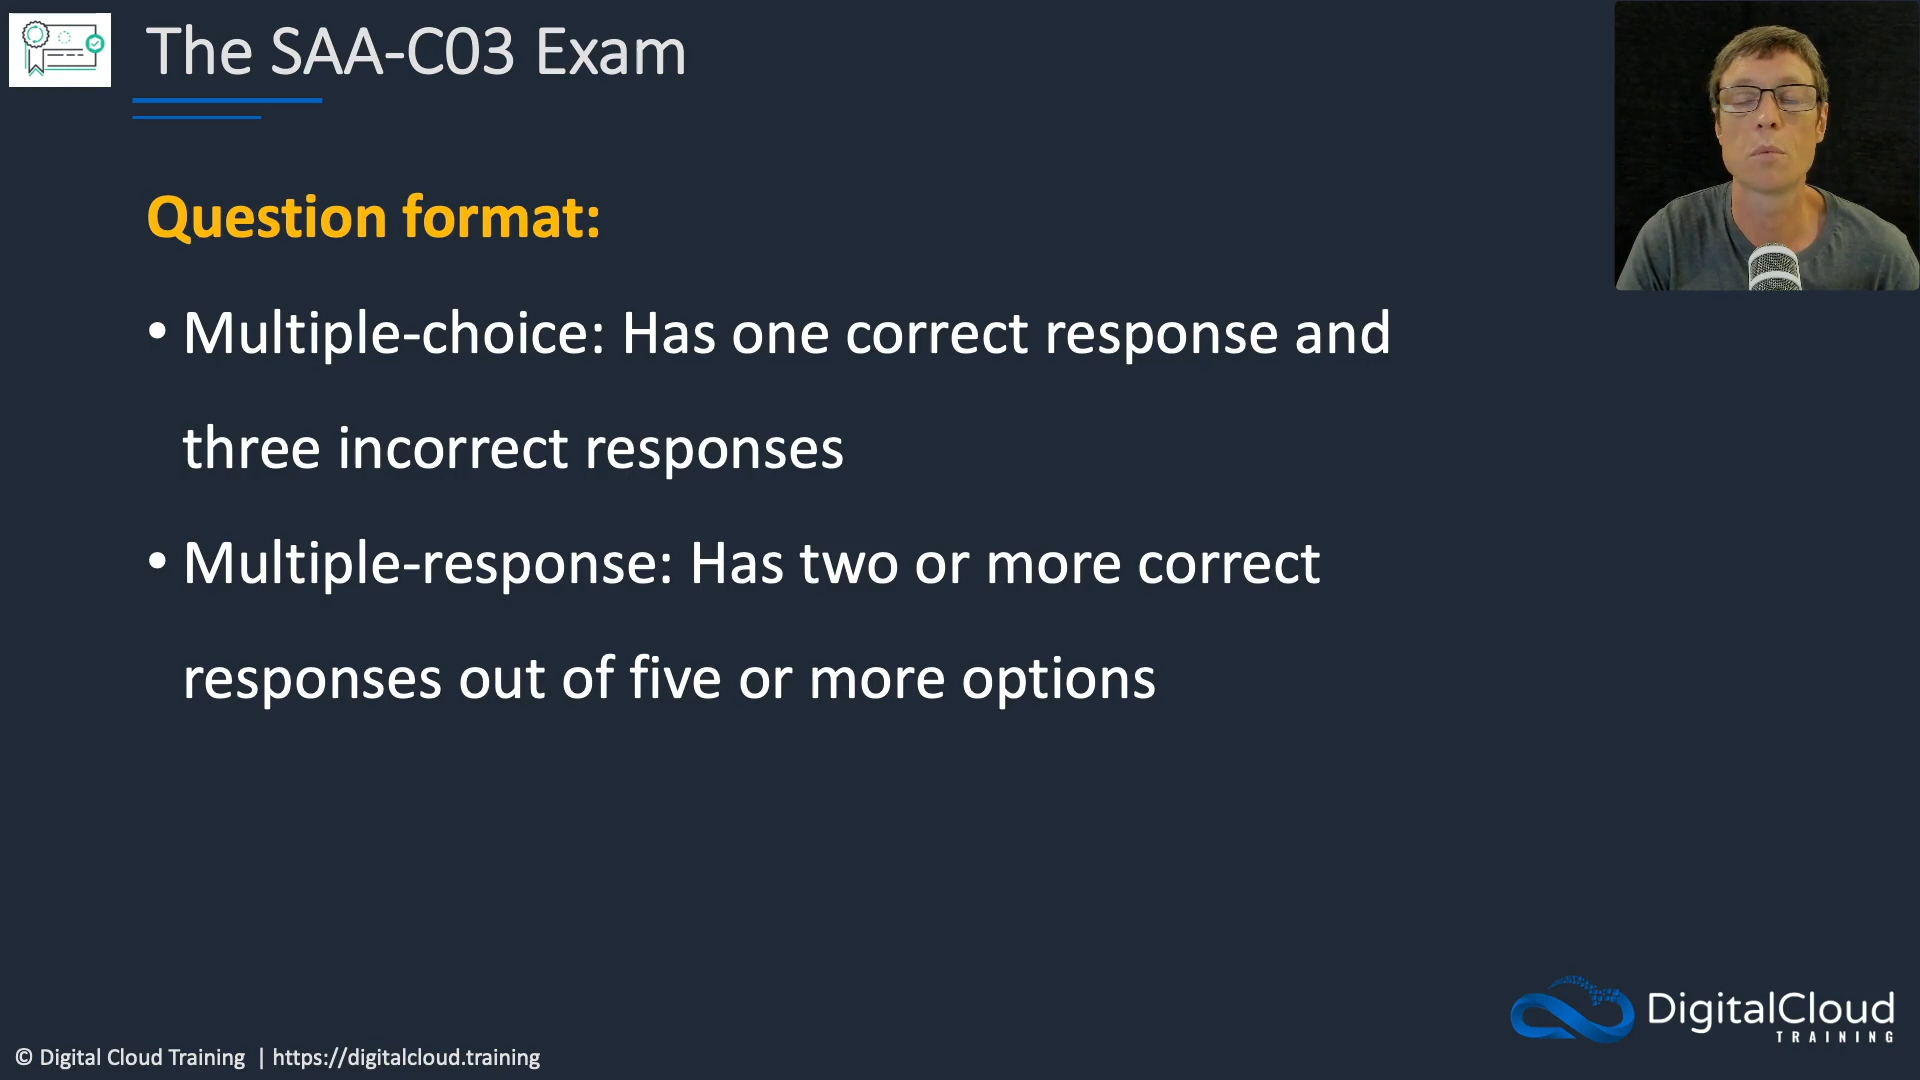 The SAA-C03 Exam
Question format:
• Multiple-choice: Has one correct response and
three incorrect responses
• Multiple-response: Has two or more correct
responses out of five or more options
DigitalCloud
TRAINING
© Digital Cloud Training | https://digitalcloud.training